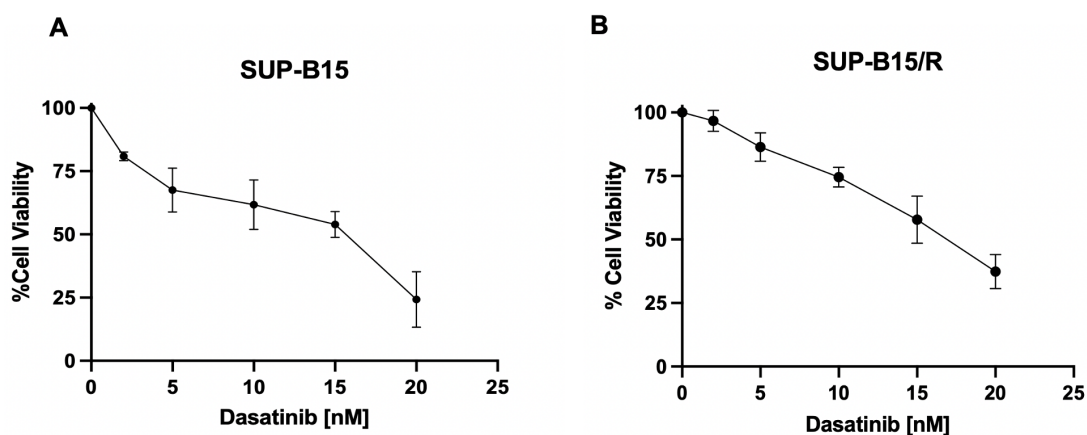 A
SUP-B15
%Cell Viability
100
75
50
25
0
0 5 10 15 20 25
Dasatinib [nM]
B
SUP-B15/R
% Cell Viability
100
75
50
25
0
0 5 10 15 20 25
Dasatinib [nM]